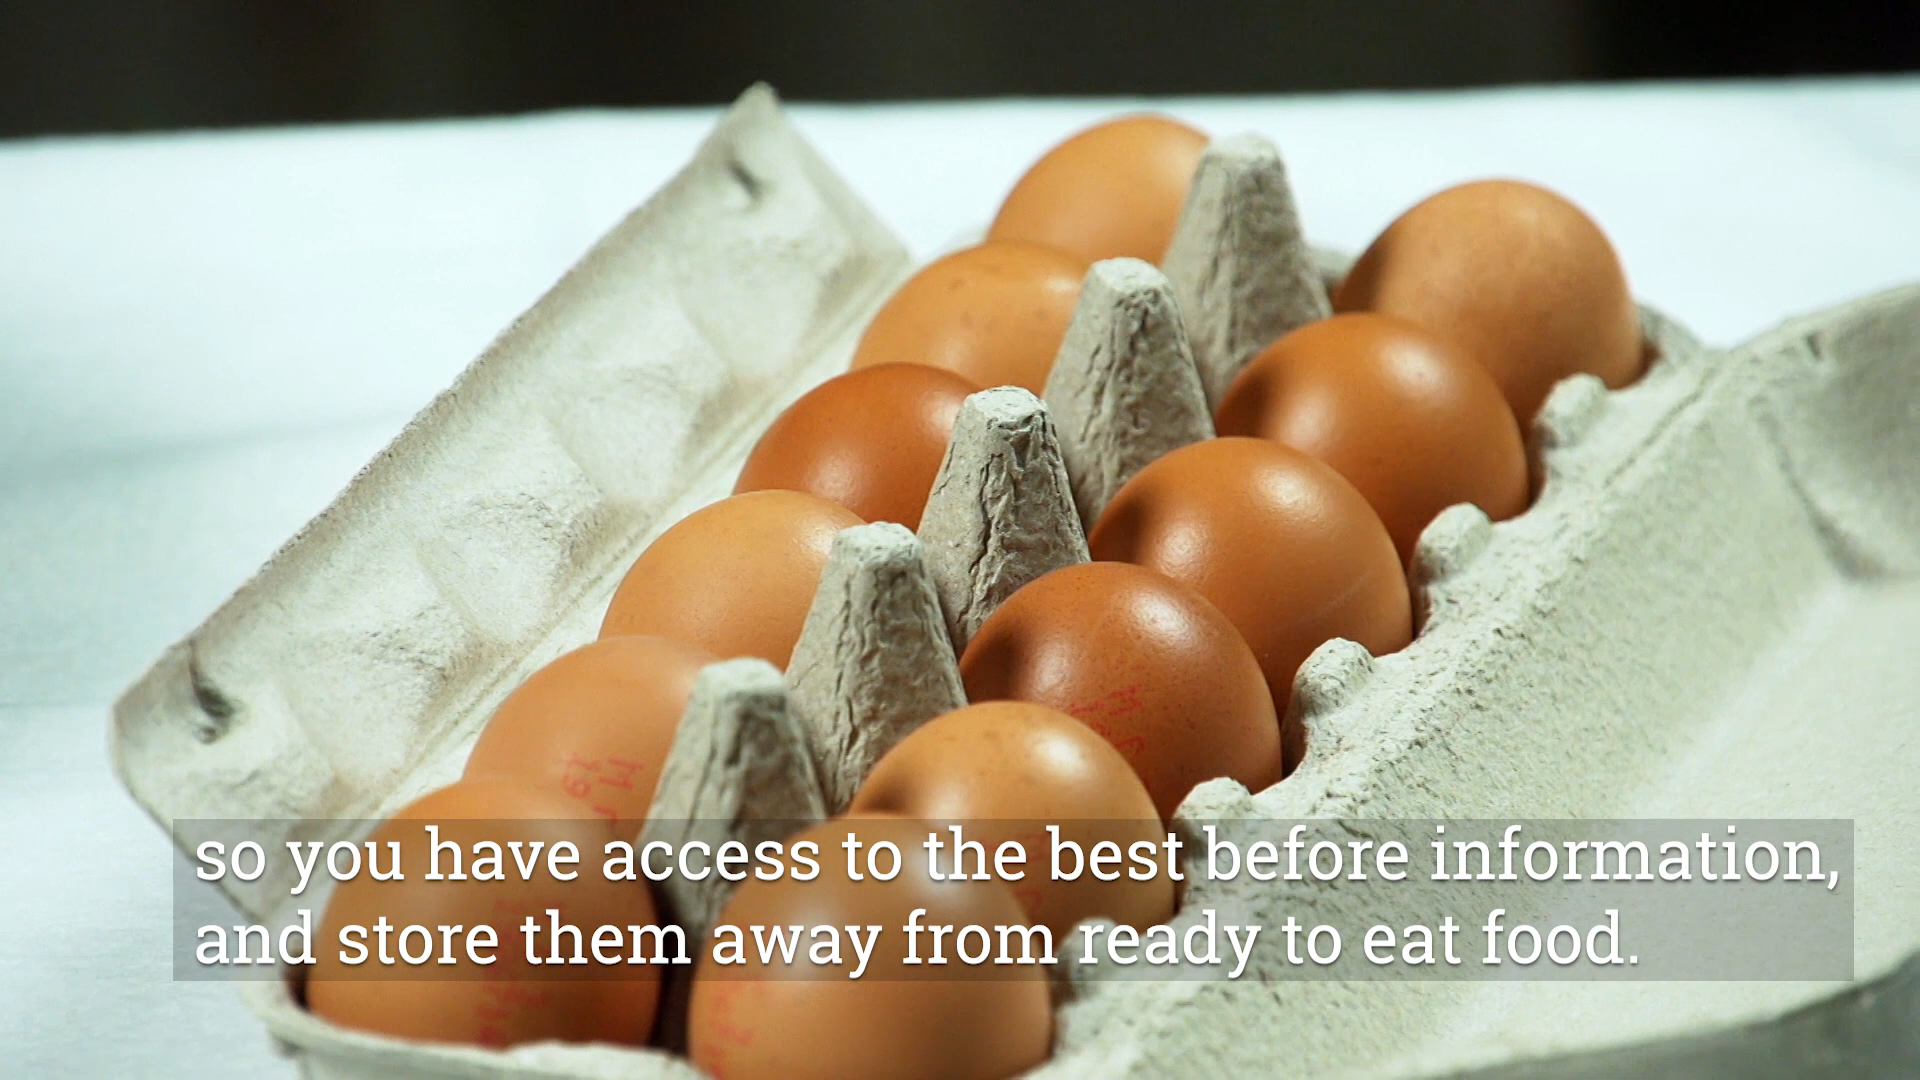 so you have access to the best before information,
and store them away from ready to eat food.